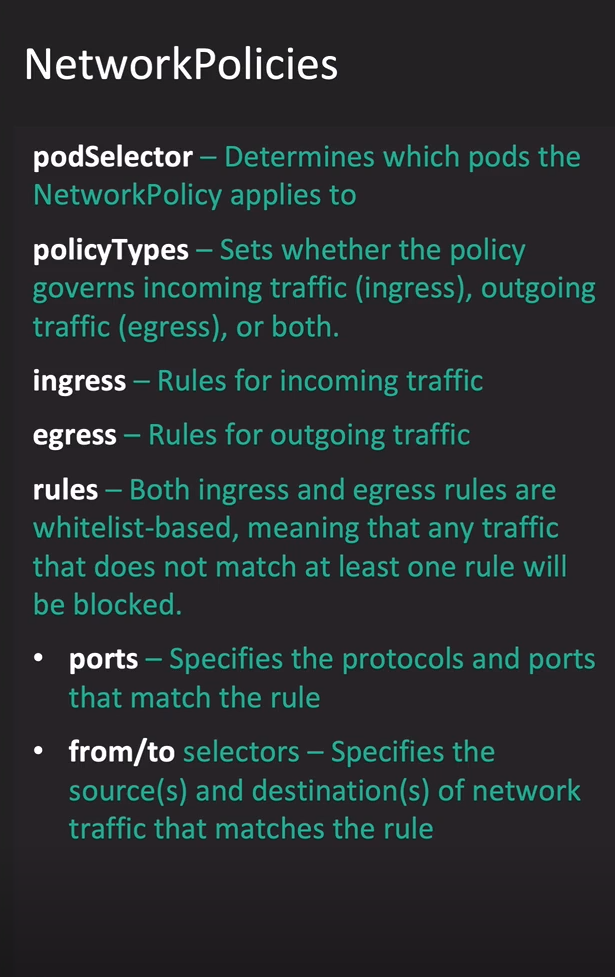 NetworkPolicies
podSelector – Determines which pods the
NetworkPolicy applies to
policyTypes – Sets whether the policy
governs incoming traffic (ingress), outgoing
traffic (egress), or both.
ingress – Rules for incoming traffic
egress – Rules for outgoing traffic
rules – Both ingress and egress rules are
whitelist-based, meaning that any traffic
that does not match at least one rule will
be blocked.
• ports – Specifies the protocols and ports
that match the rule
• from/to selectors – Specifies the
source(s) and destination(s) of network
traffic that matches the rule